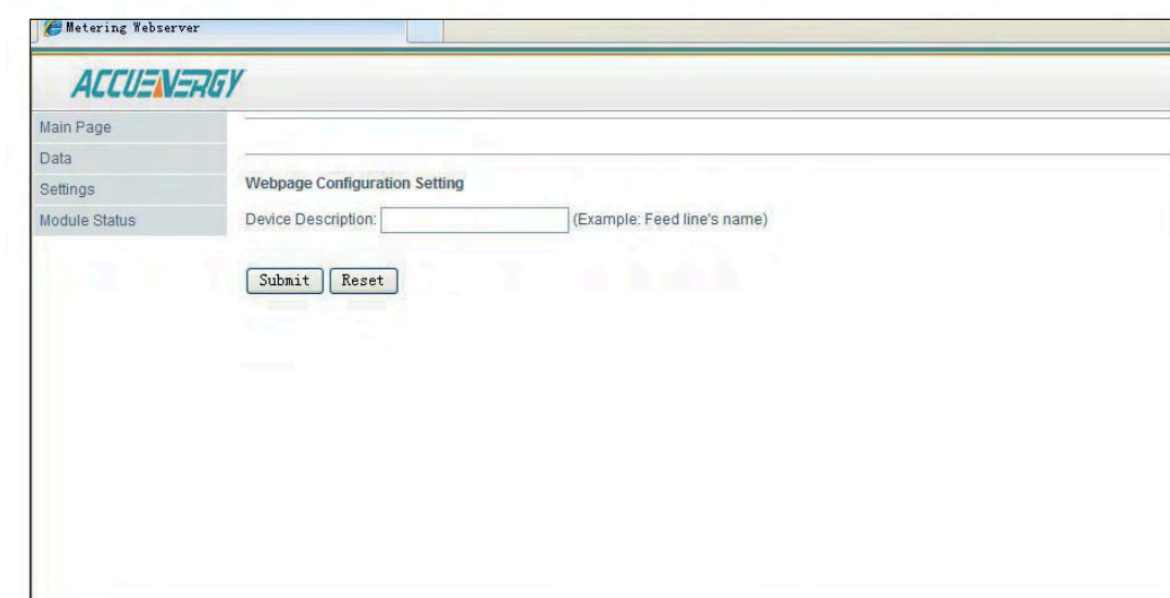 Metering Webserver
ACCUENERGY
Main Page
Data
Settings
Module Status
Webpage Configuration Setting
Device Description: (Example: Feed line's name)
Submit Reset